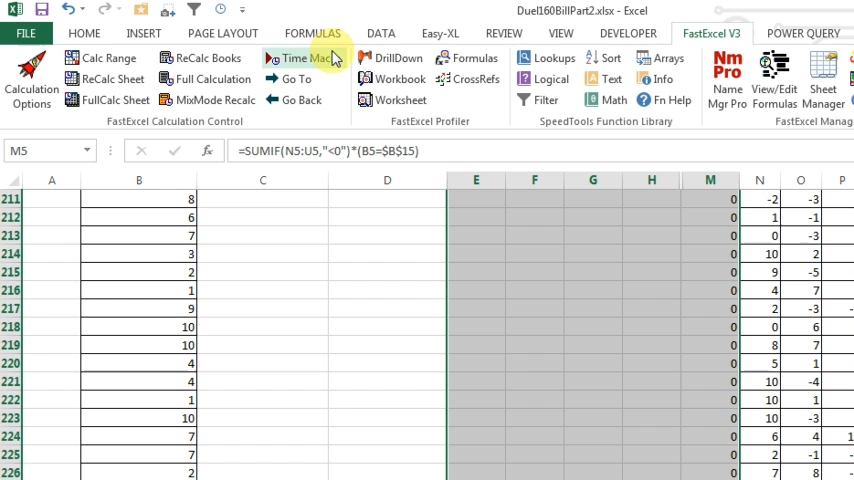 Duel160BillPart2.xlsx - Excel
FILE HOME INSERT PAGE LAYOUT FORMULAS DATA Easy-XL REVIEW VIEW DEVELOPER FastExcel V3 POWER QUERY
Calculation Options
Calc Range ReCalc Books
ReCalc Sheet Full Calculation Go To
FullCalc Sheet MixMode Recalc Go Back
FastExcel Calculation Control
DrillDown Formulas
Workbook CrossRefs
Worksheet
FastExcel Profiler
Lookups Sort Arrays
Logical Text Info
Filter Math Fn Help
SpeedTools Function Library
Nm Pro
Name Mgr Pro
View/Edit Formulas
Sheet Manager
FastExcel
M5 fx =SUMIF(N5:U5,"<0")*(B5=$B$15)
A B C D E F G H M N O P
211 8 0 -2 -3
212 6 0 1 -1
213 7 0 0 -3
214 3 0 10 2
215 2 0 9 -5
216 1 0 4 7
217 9 0 2 -3 -
218 10 0 0 6
219 10 0 8 7
220 4 0 5 1
221 4 0 10 -4
222 1 0 10 1
223 10 0 10 -3
224 7 0 6 4 1
225 7 0 2 -1 -
226 2 0 7 8